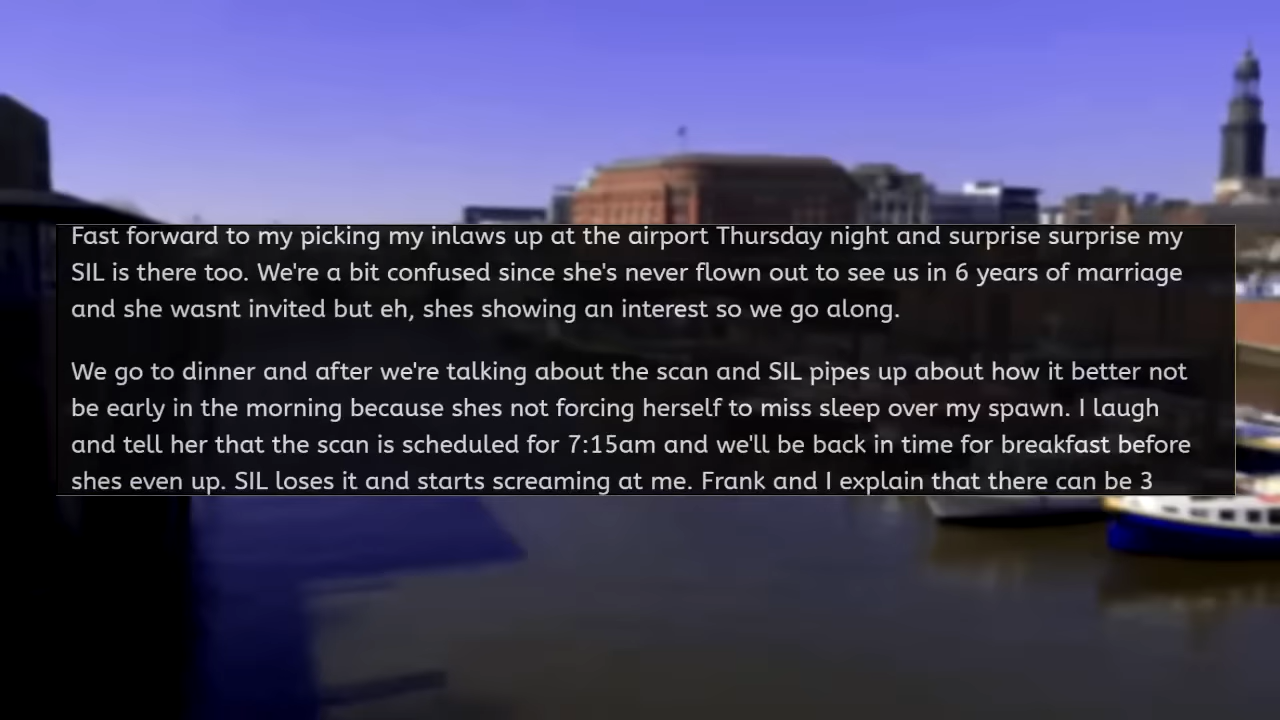 Fast forward to my picking my inlaws up at the airport Thursday night and surprise surprise my
SIL is there too. We're a bit confused since she's never flown out to see us in 6 years of marriage
and she wasnt invited but eh, shes showing an interest so we go along.
We go to dinner and after we're talking about the scan and SIL pipes up about how it better not
be early in the morning because shes not forcing herself to miss sleep over my spawn. I laugh
and tell her that the scan is scheduled for 7:15am and we'll be back in time for breakfast before
shes even up. SIL loses it and starts screaming at me. Frank and I explain that there can be 3